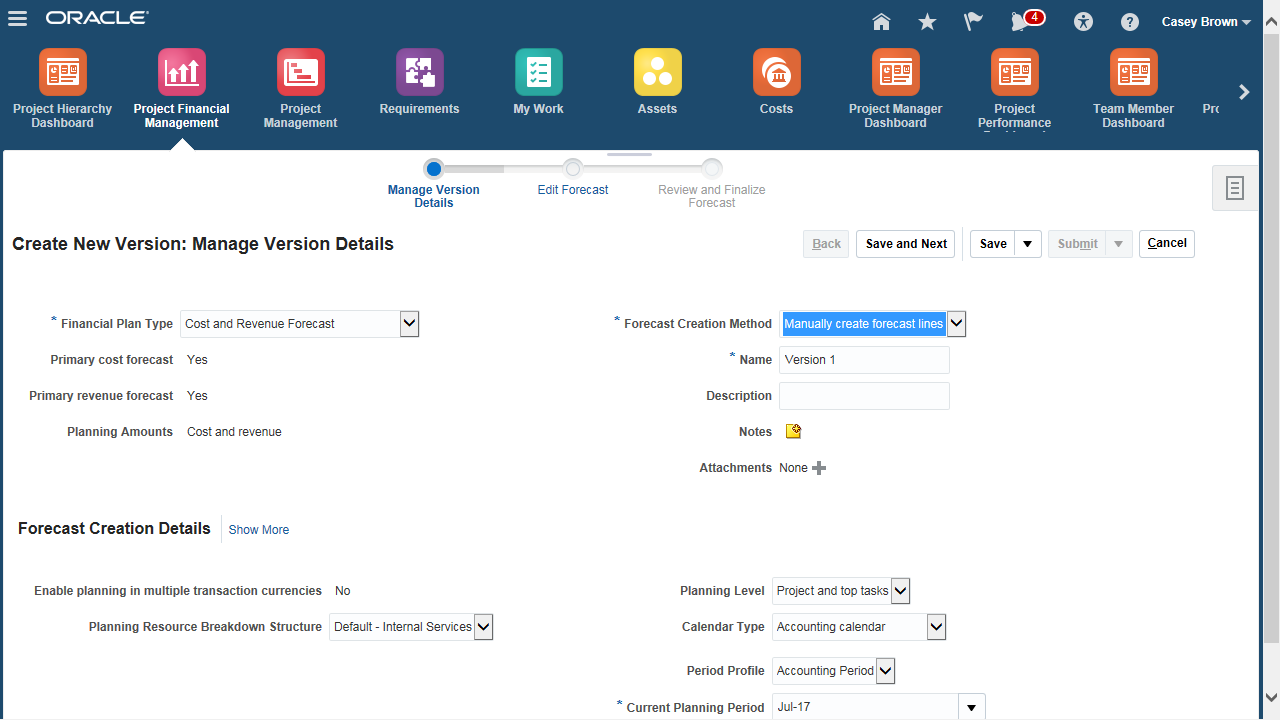 ORACLE
4
Casey Brown
Project Hierarchy Dashboard
Project Financial Management
Project Management
Requirements
My Work
Assets
Costs
Project Manager Dashboard
Project Performance
Team Member Dashboard
Manage Version Details
Edit Forecast
Review and Finalize Forecast
Create New Version: Manage Version Details
Back
Save and Next
Save
Submit
Cancel
* Financial Plan Type Cost and Revenue Forecast
* Forecast Creation Method Manually create forecast lines
Primary cost forecast Yes
* Name Version 1
Primary revenue forecast Yes
Description
Planning Amounts Cost and revenue
Notes
Attachments None
Forecast Creation Details
Show More
Enable planning in multiple transaction currencies No
Planning Level Project and top tasks
Planning Resource Breakdown Structure Default - Internal Services
Calendar Type Accounting calendar
Period Profile Accounting Period
* Current Planning Period Jul-17